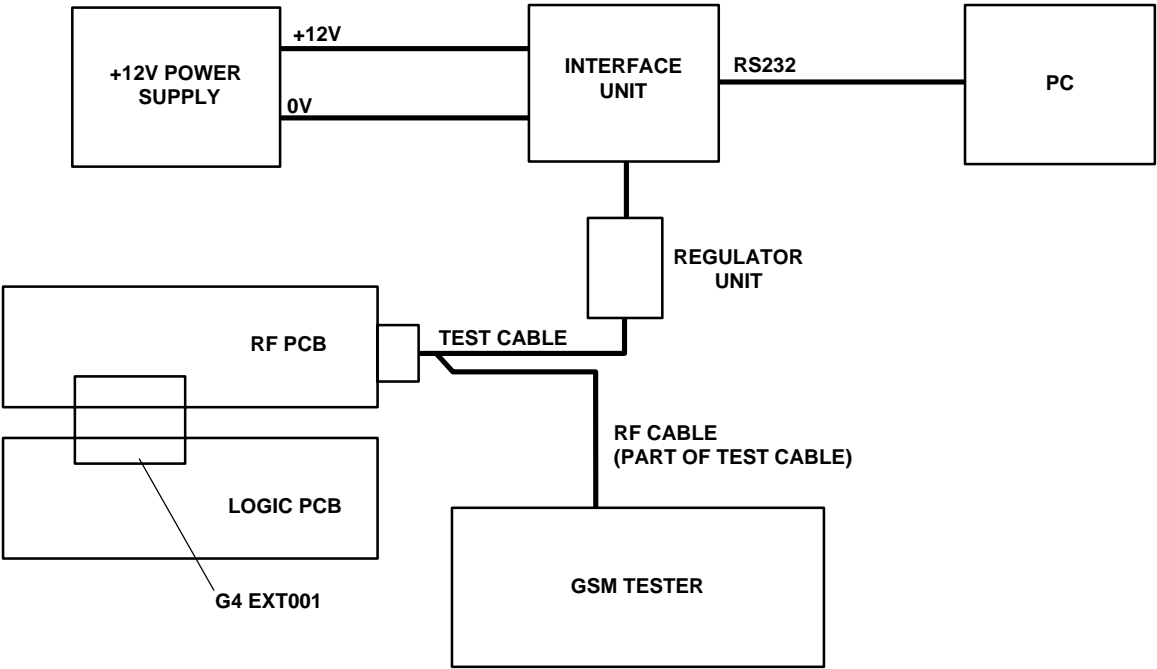 +12V
+12V POWER
SUPPLY
0V
INTERFACE
UNIT
RS232
PC
REGULATOR
UNIT
RF PCB
TEST CABLE
RF CABLE
(PART OF TEST CABLE)
LOGIC PCB
GSM TESTER
G4 EXT001